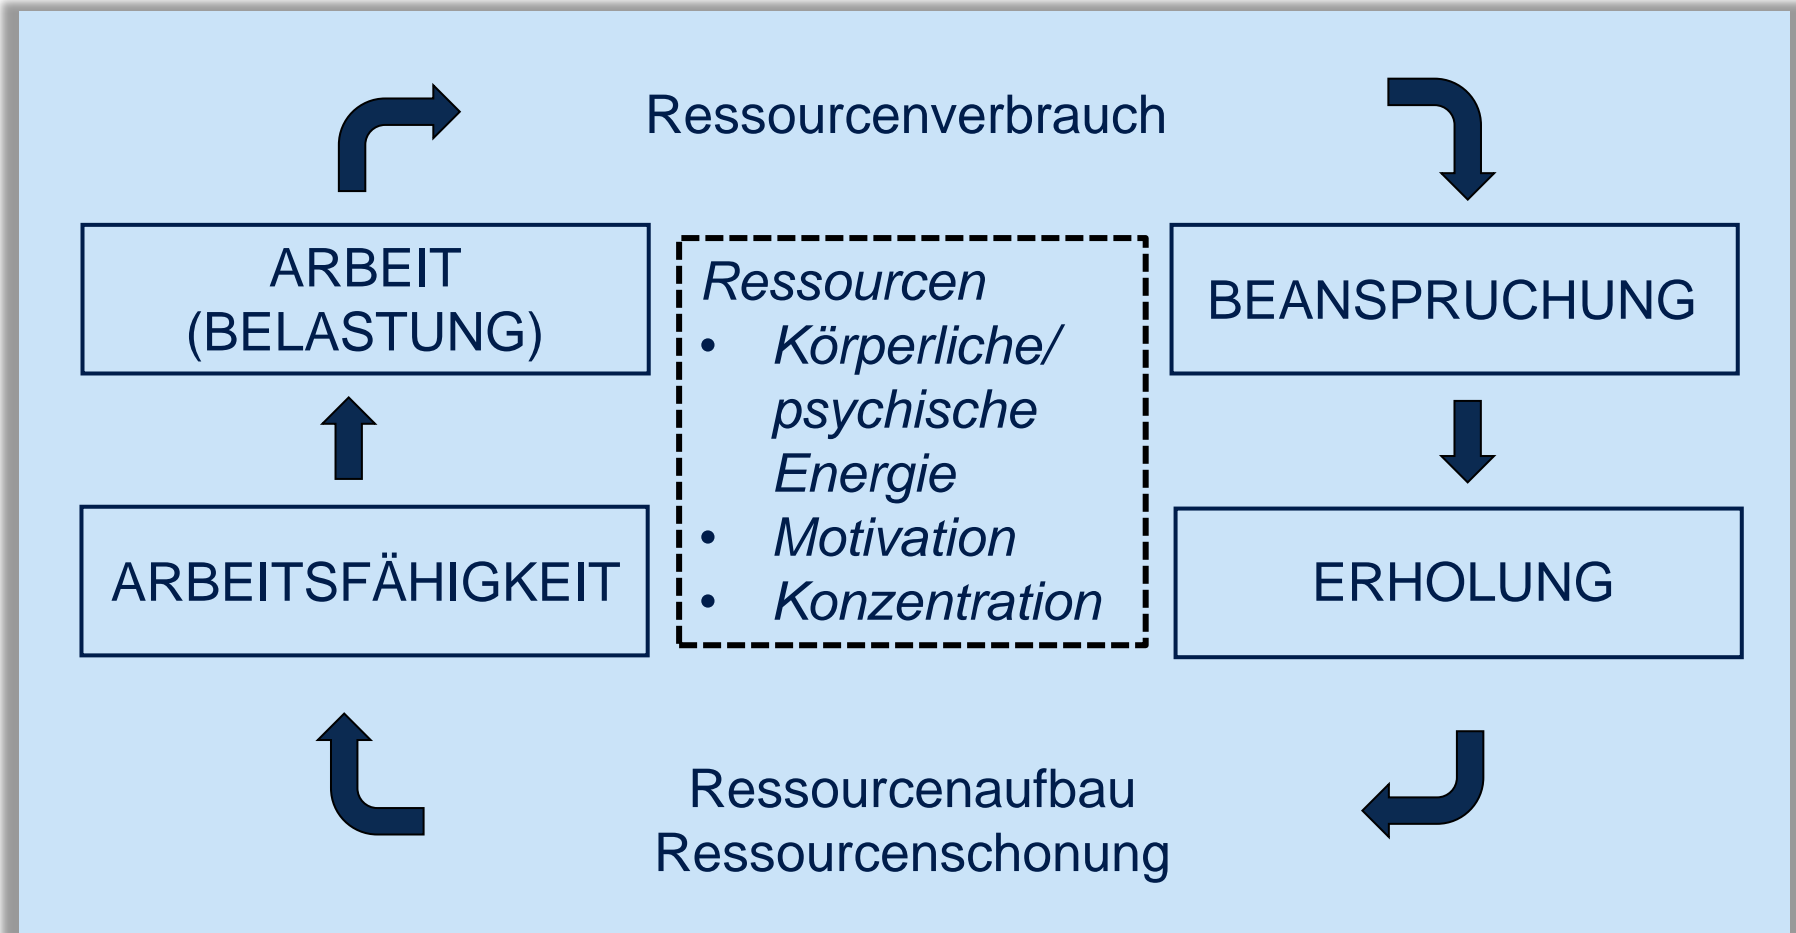 Ressourcenverbrauch
ARBEIT
(BELASTUNG)
Ressourcen
• Körperliche/
psychische
Energie
• Motivation
• Konzentration
BEANSPRUCHUNG
ARBEITSFÄHIGKEIT
ERHOLUNG
Ressourcenaufbau
Ressourcenschonung